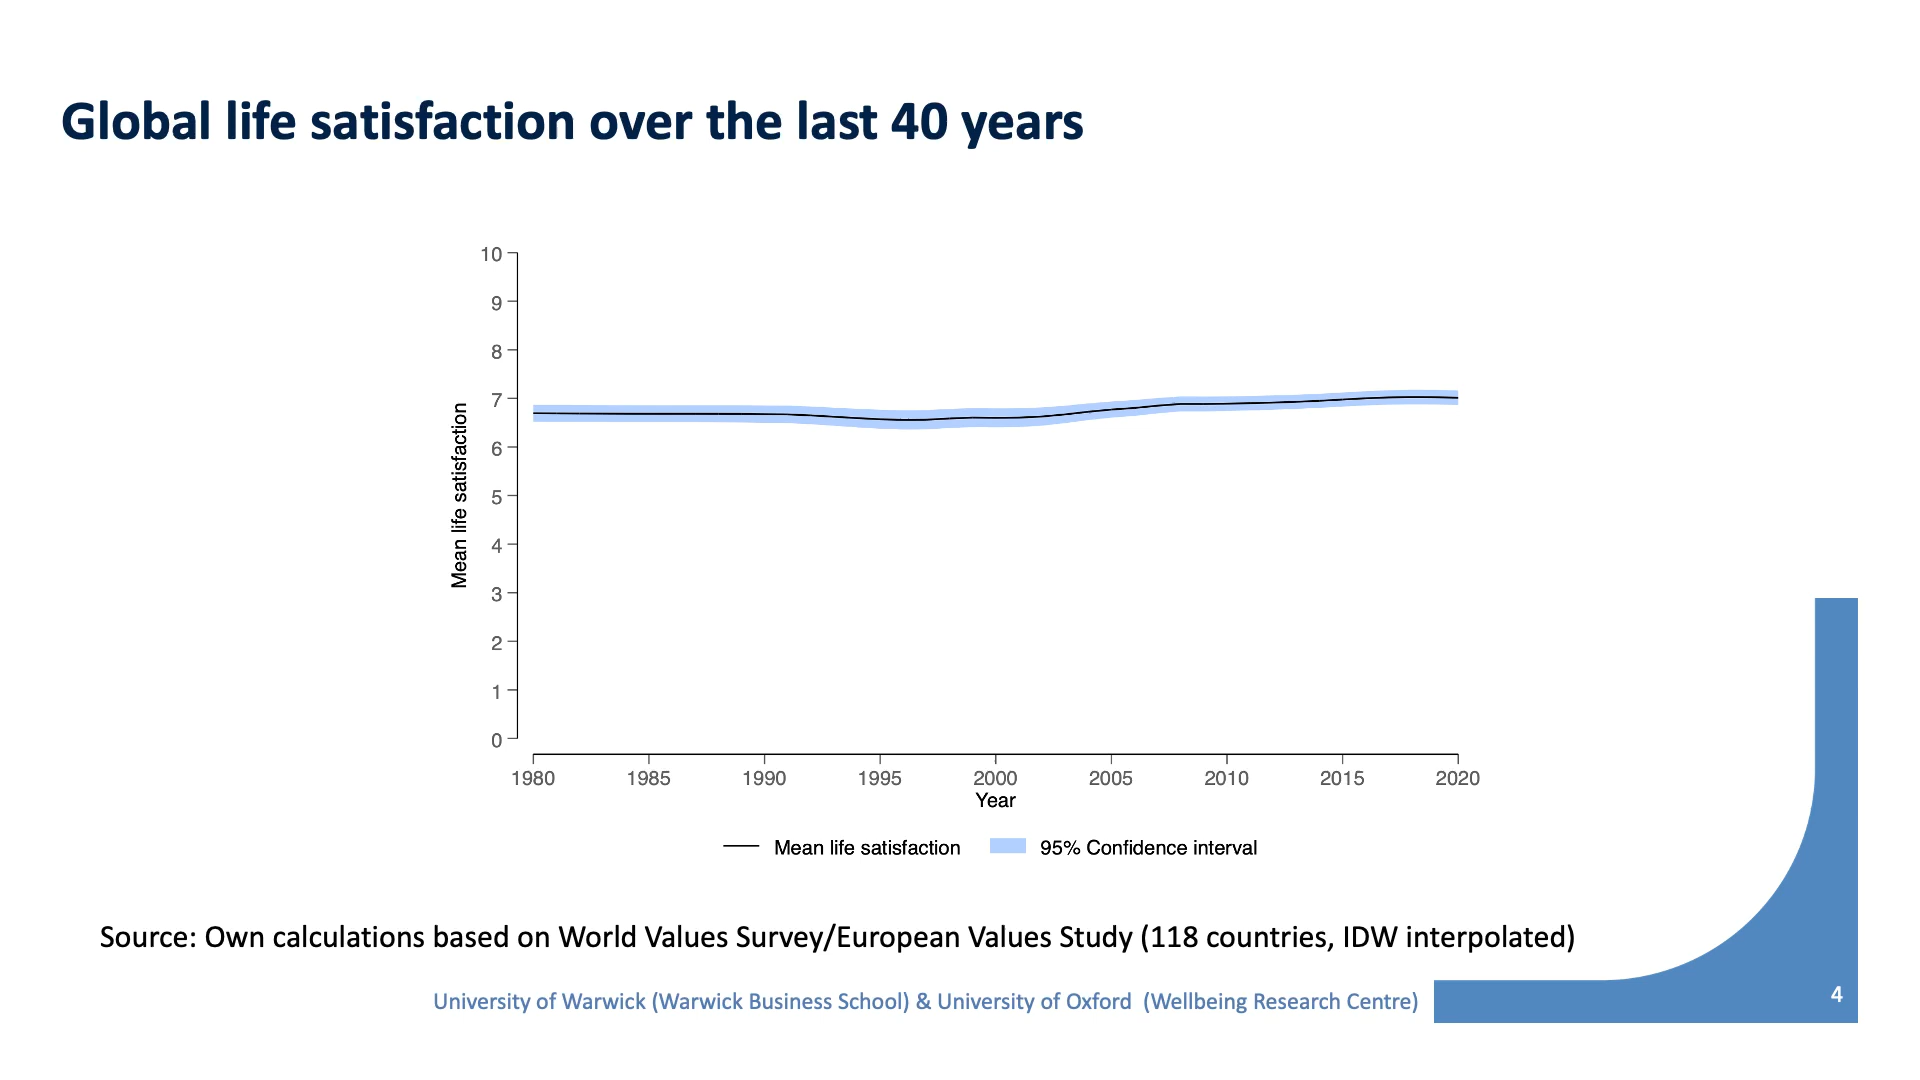 Global life satisfaction over the last 40 years
10
9
8
7
6
5
4
3
2
1
0
Mean life satisfaction
1980 1985 1990 1995 2000 2005 2010 2015 2020
Year
Mean life satisfaction 95% Confidence interval
Source: Own calculations based on World Values Survey/European Values Study (118 countries, IDW interpolated)
University of Warwick (Warwick Business School) & University of Oxford (Wellbeing Research Centre)
4